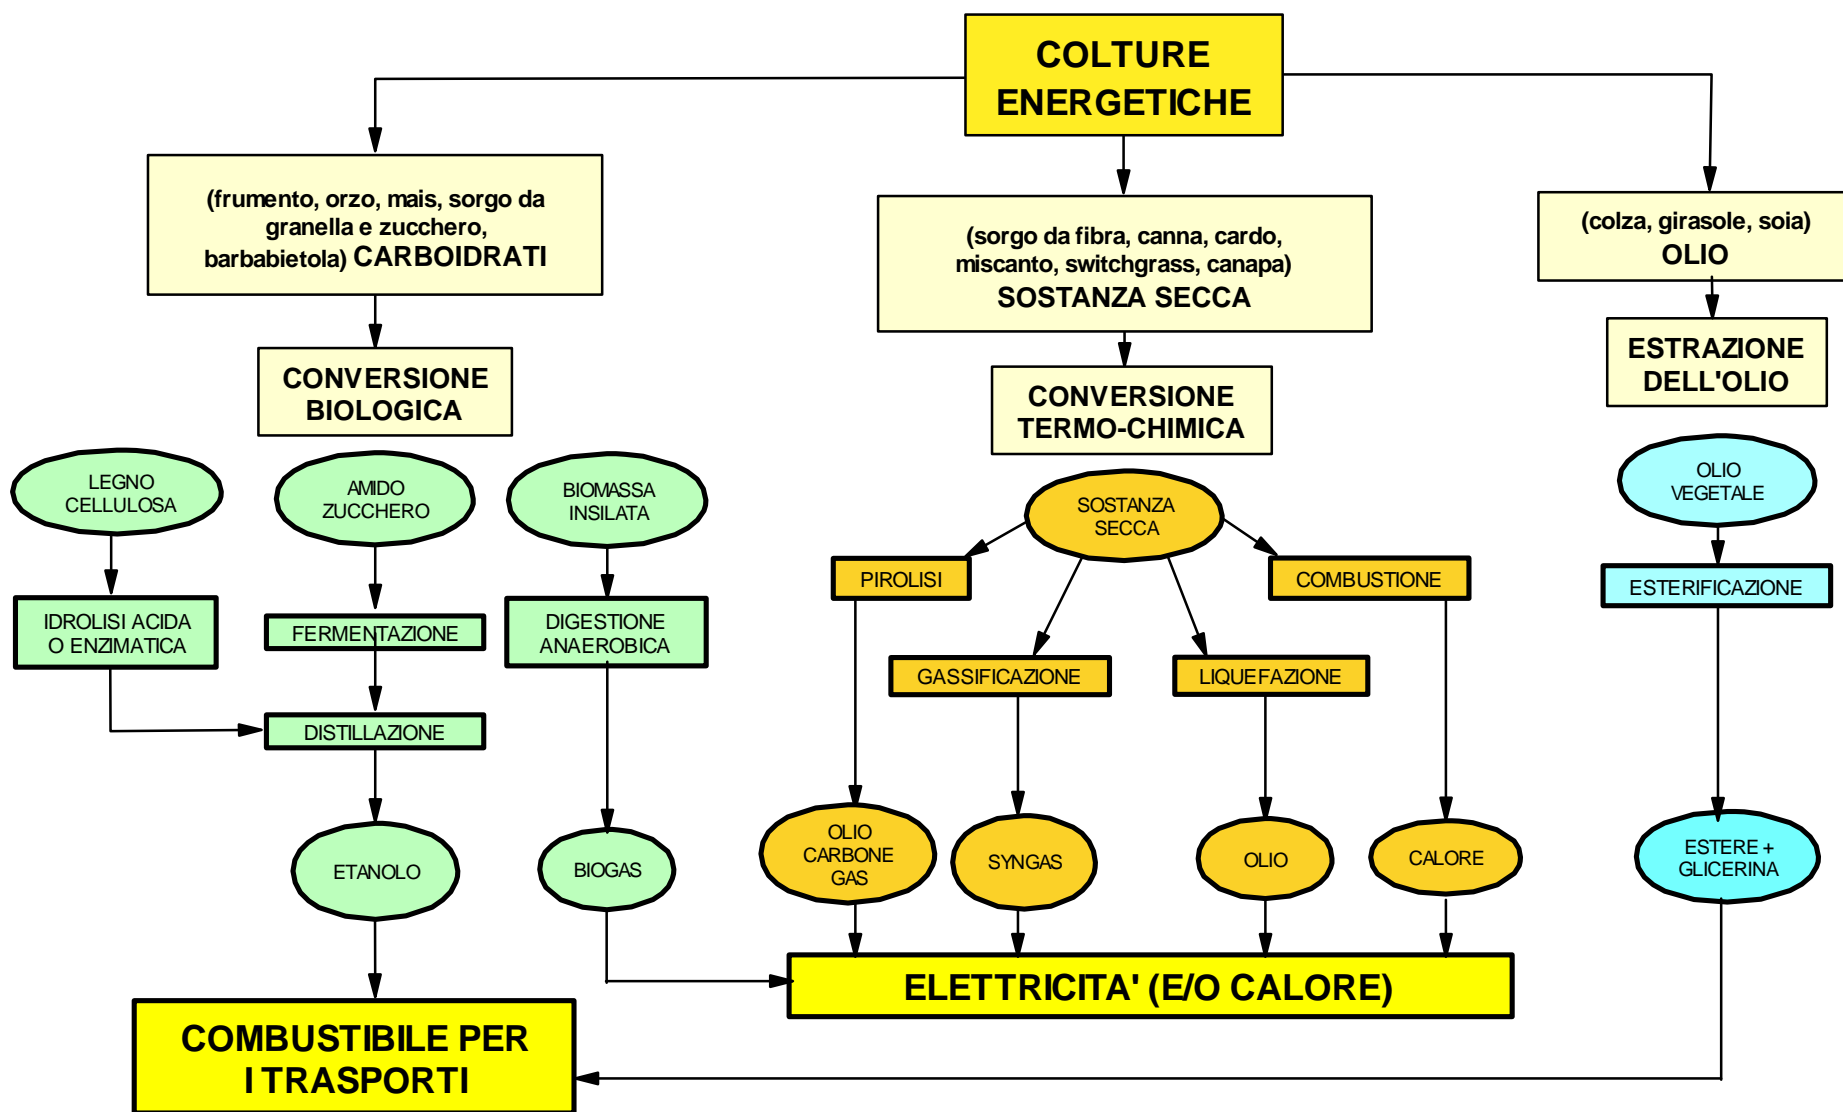 COLTURE
ENERGETICHE
(frumento, orzo, mais, sorgo da
granella e zucchero,
barbabietola) CARBOIDRATI
(sorgo da fibra, canna, cardo,
miscanto, switchgrass, canapa)
SOSTANZA SECCA
(colza, girasole, soia)
OLIO
CONVERSIONE
BIOLOGICA
CONVERSIONE
TERMO-CHIMICA
ESTRAZIONE
DELL'OLIO
LEGNO
CELLULOSA
AMIDO
ZUCCHERO
BIOMASSA
INSILATA
SOSTANZA
SECCA
OLIO
VEGETALE
PIROLISI
COMBUSTIONE
ESTERIFICAZIONE
IDROLISI ACIDA
O ENZIMATICA
FERMENTAZIONE
DIGESTIONE
ANAEROBICA
GASSIFICAZIONE
LIQUEFAZIONE
DISTILLAZIONE
ETANOLO
BIOGAS
OLIO
CARBONE
GAS
SYNGAS
OLIO
CALORE
ESTERE +
GLICERINA
ELETTRICITA' (E/O CALORE)
COMBUSTIBILE PER
I TRASPORTI